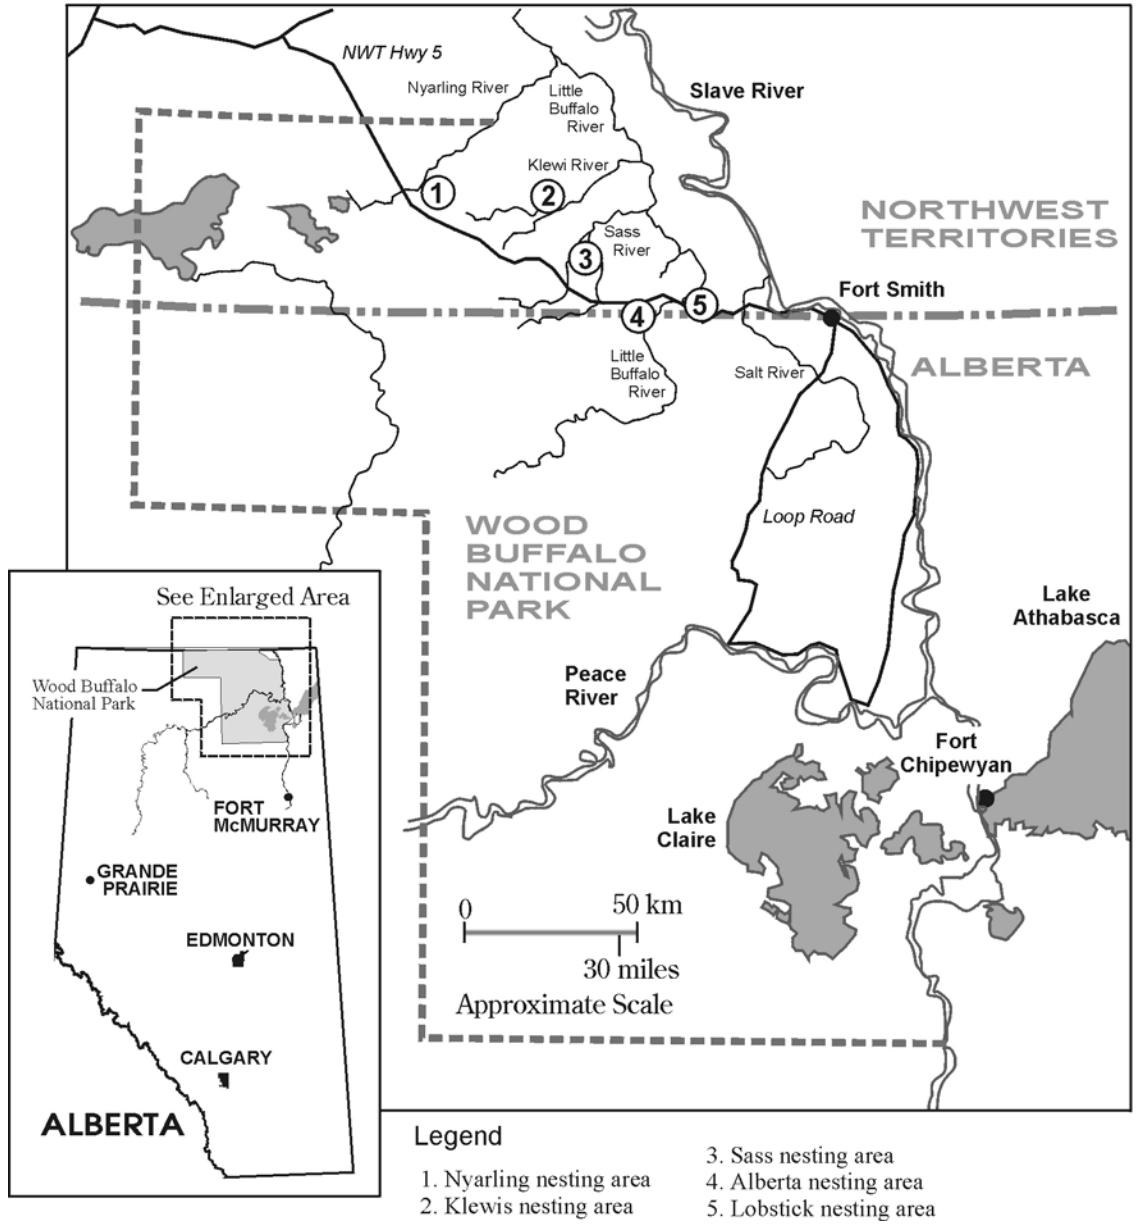 NWT Hwy 5
Nyarling River
Little
Buffalo
River
Slave River
Klewi River
1
2
NORTHWEST
TERRITORIES
Sass
River
3
Fort Smith
4
5
Little
Buffalo
River
Salt River
ALBERTA
WOOD
BUFFALO
NATIONAL
PARK
Loop Road
Lake
Athabasca
Peace
River
Fort
Chipewyan
Lake
Claire
0
50 km
30 miles
Approximate Scale
See Enlarged Area
Wood Buffalo
National Park
FORT
McMURRAY
GRANDE
PRAIRIE
EDMONTON
CALGARY
ALBERTA
Legend
1. Nyarling nesting area
2. Klewis nesting area
3. Sass nesting area
4. Alberta nesting area
5. Lobstick nesting area